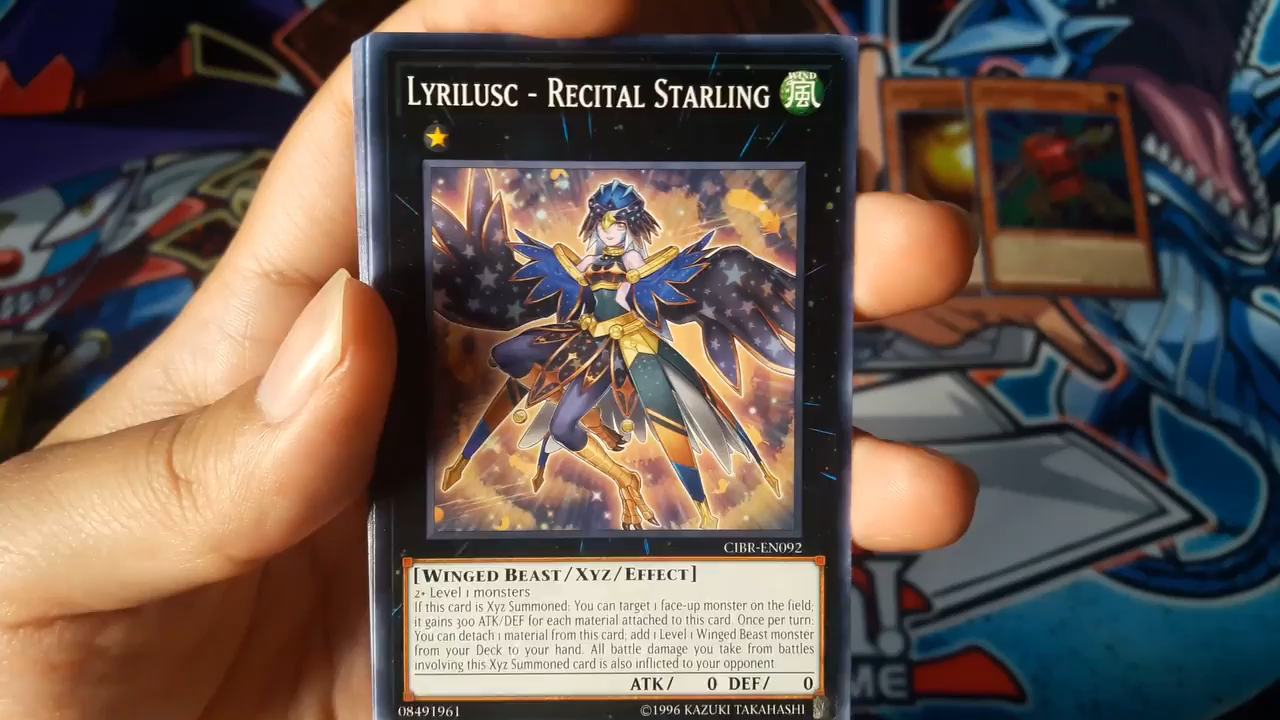 LYRILUSC - RECITAL STARLING
WIND
風
CIBR-EN092
[WINGED BEAST/XYZ/EFFECT]
2+ Level 1 monsters
If this card is Xyz Summoned: You can target 1 face-up monster on the field;
it gains 300 ATK/DEF for each material attached to this card. Once per turn:
You can detach 1 material from this card; add 1 Level 1 Winged Beast monster
from your Deck to your hand. All battle damage you take from battles
involving this Xyz Summoned card is also inflicted to your opponent
ATK/ 0 DEF/ 0
08491961
©1996 KAZUKI TAKAHASHI